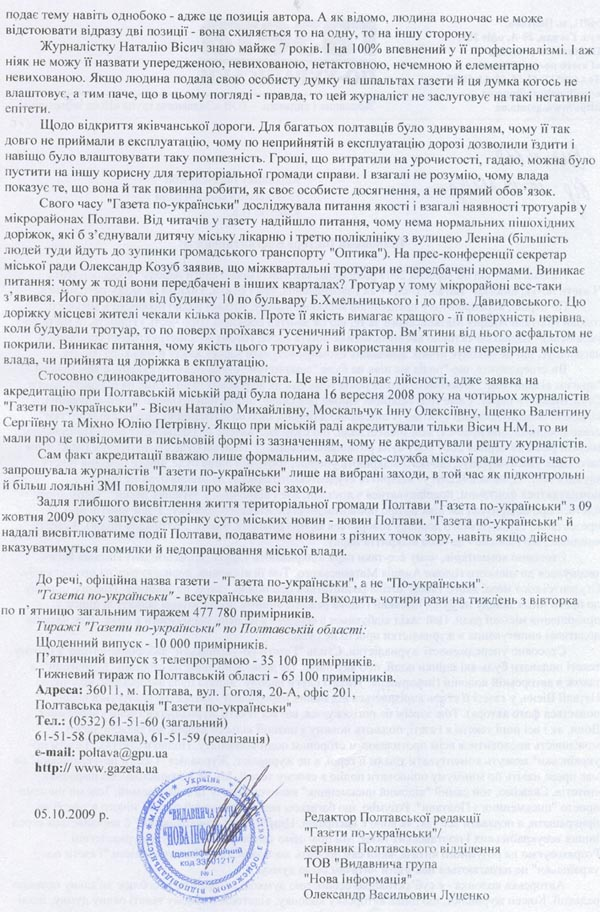 подає тему навіть однобоко - адже це позиція автора. А як відомо, людина водночас не може
відстоювати відразу дві позиції - вона схиляється то на одну, то на іншу сторону.
Журналістку Наталію Вісич знаю майже 7 років. І на 100% впевнений у її професіоналізмі. І аж
ніяк не можу її назвати упередженою, невихованою, нетактовною, нечемною й елементарно
невихованою. Якщо людина подала свою особисту думку на шпальтах газети й ця думка когось не
влаштовує, а тим паче, що в цьому погляді - правда, то цей журналіст не заслуговує на такі негативні
епітети.
Щодо відкриття яківчанської дороги. Для багатьох полтавців було здивуванням, чому її так
довго не приймали в експлуатацію, чому по неприйнятій в експлуатацію дорозі дозволили їздити і
навіщо було влаштовувати таку помпезність. Гроші, що витратили на урочистості, гадаю, можна було
пустити на іншу корисну для територіальної громади справи. І взагалі не розумію, чому влада
показує те, що вона й так повинна робити, як своє особисте досягнення, а не прямий обов'язок.
Свого часу "Газета по-українськи" досліджувала питання якості і взагалі наявності тротуарів у
мікрорайонах Полтави. Від читачів у газету надійшло питання, чому нема нормальних пішохідних
доріжок, які б з'єднували дитячу міську лікарню і третю поліклініку з вулицею Леніна (більшість
людей туди йдуть до зупинки громадського транспорту "Оптика"). На прес-конференції секретар
міської ради Олександр Козуб заявив, що міжквартальні тротуари не передбачені нормами. Виникає
питання: чому ж тоді вони передбачені в інших кварталах? Тротуар у тому мікрорайоні все-таки
з'явився. Його проклали від будинку 10 по бульвару Б.Хмельницького і до пров. Давидовського. Цю
доріжку місцеві жителі чекали кілька років. Проте її якість вимагає кращого - її поверхність нерівна,
коли будували тротуар, то по поверх проїхався гусеничний трактор. Вм'ятини від нього асфальтом не
покрили. Виникає питання, чому якість цього тротуару і використання коштів не перевірила міська
влада, чи прийнята ця доріжка в експлуатацію.
Стосовно єдиноакредитованого журналіста. Це не відповідає дійсності, адже заявка на
акредитацію при Полтавській міській раді була подана 16 вересня 2008 року на чотирьох журналістів
"Газети по-українськи" - Вісич Наталію Михайлівну, Москальчук Інну Олексіївну, Іщенко Валентину
Сергіївну та Міхно Юлію Петрівну. Якщо при міській раді акредитували тільки Вісич Н.М., то ви
мали про це повідомити в письмовій формі із зазначенням, чому не акредитували решту журналістів.
Сам факт акредитації вважаю лише формальним, адже прес-служба міської ради досить часто
запрошувала журналістів "Газети по-українськи" лише на вибрані заходи, в той час як підконтрольні
й більш лояльні ЗМІ повідомляли про майже всі заходи.
Задля глибшого висвітлення життя територіальної громади Полтави "Газета по-українськи" з 09
жовтня 2009 року запускає сторінку суто міських новин - новин Полтави. "Газета по-українськи" й
надалі висвітлюватиме події Полтави, подаватиме новини з різних точок зору, навіть якщо дійсно
вказуватимуться помилки й недопрацювання міської влади.
До речі, офіційна назва газети - "Газета по-українськи", а не "По-українськи".
"Газета по-українськи" - всеукраїнське видання. Виходить чотири рази на тиждень з вівторка
по п'ятницю загальним тиражем 477 780 примірників.
Тиражі "Газети по-українськи" по Полтавській області:
Щоденний випуск - 10 000 примірників.
П'ятничний випуск з телепрограмою - 35 100 примірників.
Тижневий тираж по Полтавській області - 65 100 примірників.
Адреса: 36011, м. Полтава, вул. Гоголя, 20-А, офіс 201,
Полтавська редакція "Газети по-українськи"
Тел.: (0532) 61-51-60 (загальний)
61-51-58 (реклама), 61-51-59 (реалізація)
e-mail: poltava@gpu.ua
http:// www.gazeta.ua
05.10.2009 р.
Україна
м.Київ
"ВИДАВНИЧА ГРУПА
"НОВА ІНФОРМАЦІЯ"
Ідентифікаційний
код 33601217
Редактор Полтавської редакції
"Газети по-українськи"/
керівник Полтавського відділення
ТОВ "Видавнича група
"Нова Інформація"
Олександр Васильович Луценко